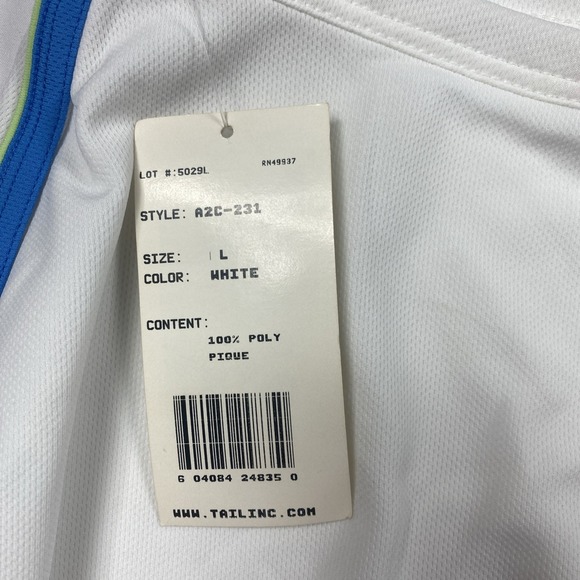 LOT #:5029L RN49937
STYLE: A2C-231
SIZE: L
COLOR: WHITE
CONTENT:
100% POLY
PIQUE
6 04084 24835 0
WWW.TAILINC.COM